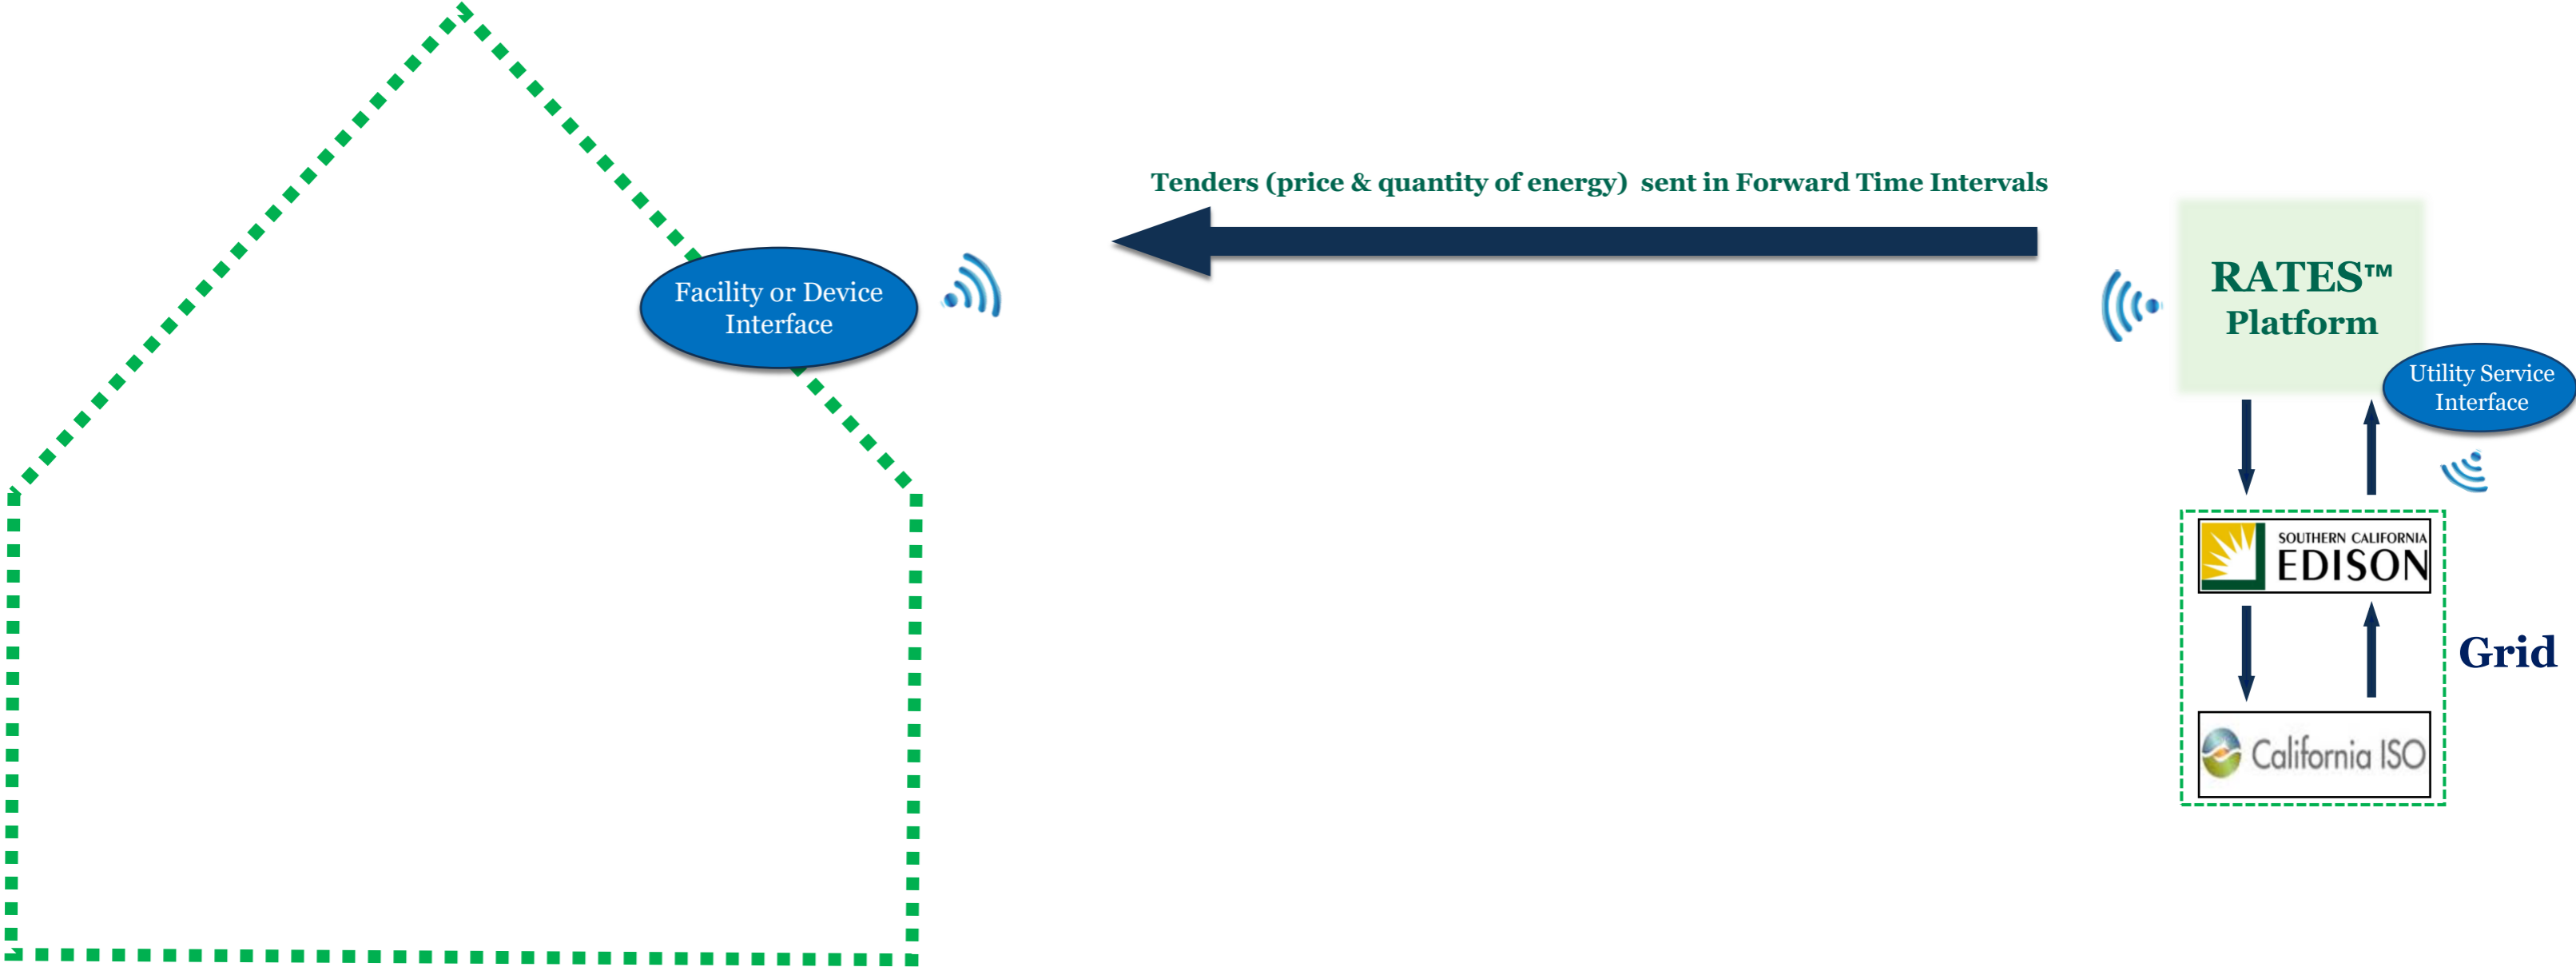 Tenders (price & quantity of energy) sent in Forward Time Intervals
Facility or Device
Interface
RATES™
Platform
Utility Service
Interface
SOUTHERN CALIFORNIA
EDISON
Grid
California ISO